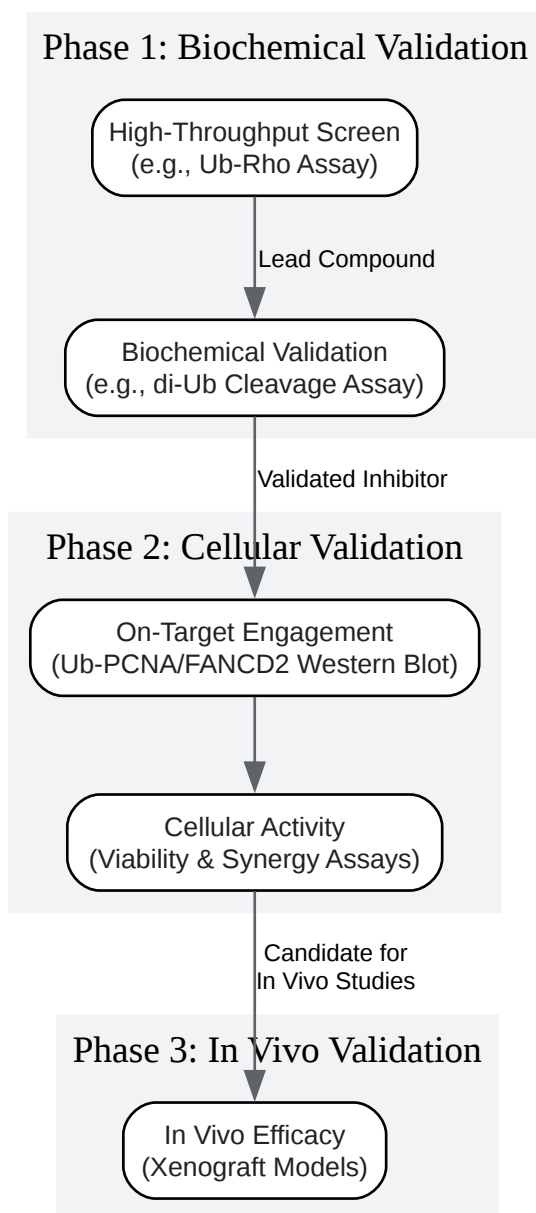 Phase 1: Biochemical Validation
High-Throughput Screen
(e.g., Ub-Rho Assay)
Lead Compound
Biochemical Validation
(e.g., di-Ub Cleavage Assay)
Validated Inhibitor
Phase 2: Cellular Validation
On-Target Engagement
(Ub-PCNA/FANCD2 Western Blot)
Cellular Activity
(Viability & Synergy Assays)
Candidate for
In Vivo Studies
Phase 3: In Vivo Validation
In Vivo Efficacy
(Xenograft Models)